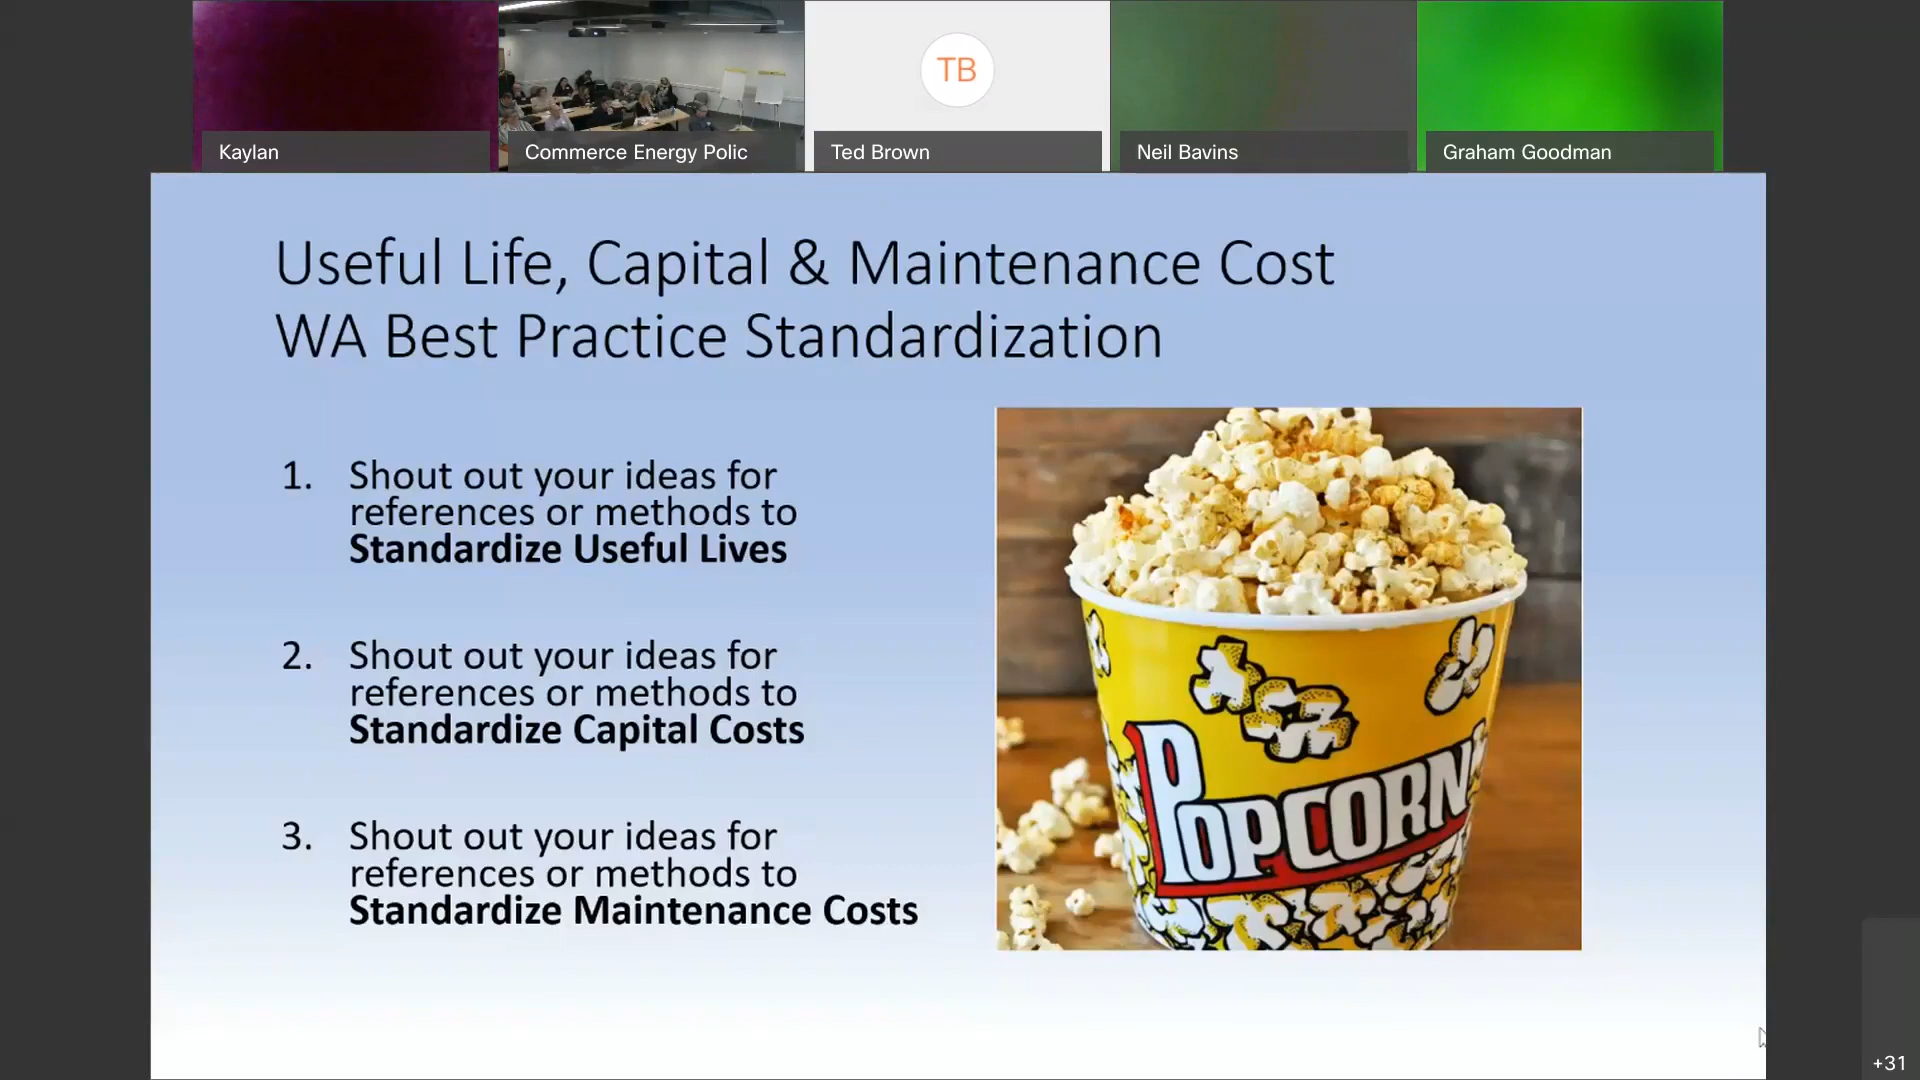 Kaylan
Commerce Energy Polic
TB
Ted Brown
Neil Bavins
Graham Goodman
Useful Life, Capital & Maintenance Cost
WA Best Practice Standardization
1. Shout out your ideas for
references or methods to
Standardize Useful Lives
2. Shout out your ideas for
references or methods to
Standardize Capital Costs
3. Shout out your ideas for
references or methods to
Standardize Maintenance Costs
POPCORN
+31